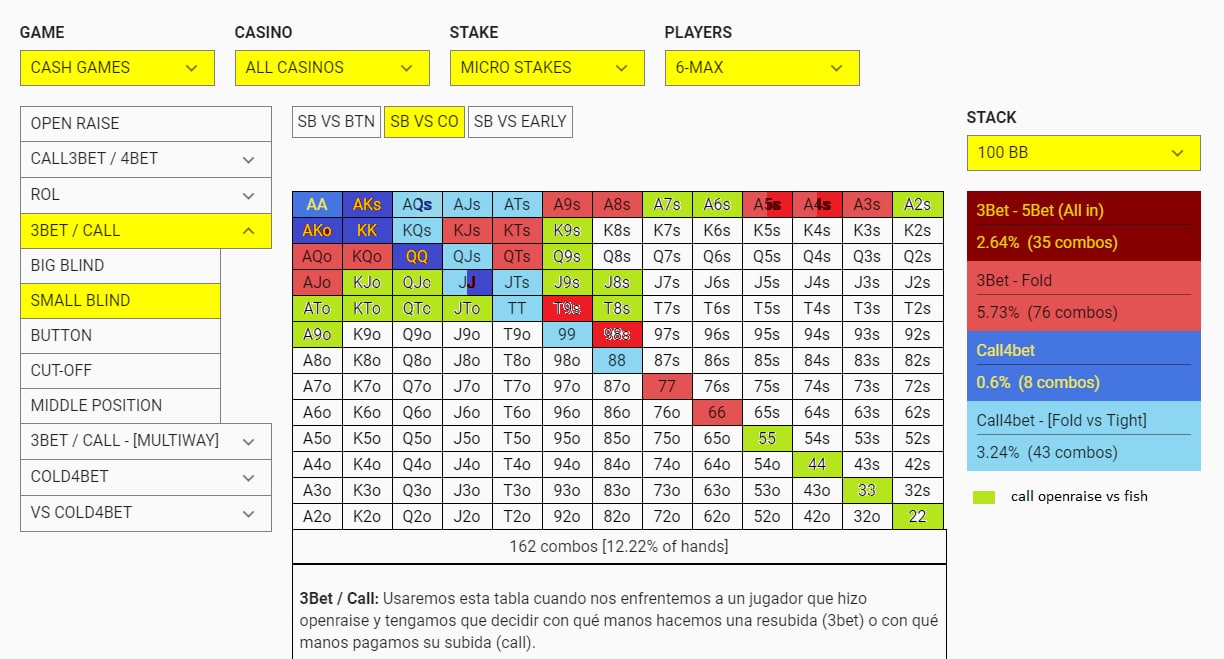 GAME CASINO STAKE PLAYERS
CASH GAMES ALL CASINOS MICRO STAKES 6-MAX
OPEN RAISE
CALL3BET / 4BET
ROL
3BET / CALL
BIG BLIND
SMALL BLIND
BUTTON
CUT-OFF
MIDDLE POSITION
3BET / CALL - [MULTIWAY]
COLD4BET
VS COLD4BET
SB VS BTN SB VS CO SB VS EARLY
AA AKs AQs AJs ATs A9s A8s A7s A6s A5s A4s A3s A2s
AKo KK KQs KJs KTs K9s K8s K7s K6s K5s K4s K3s K2s
AQo KQo QQ QJs QTs Q9s Q8s Q7s Q6s Q5s Q4s Q3s Q2s
AJo KJo QJo JJ JTs J9s J8s J7s J6s J5s J4s J3s J2s
ATo KTo QTo JTo TT T9s T8s T7s T6s T5s T4s T3s T2s
A9o K9o Q9o J9o T9o 99 98s 97s 96s 95s 94s 93s 92s
A8o K8o Q8o J8o T8o 98o 88 87s 86s 85s 84s 83s 82s
A7o K7o Q7o J7o T7o 97o 87o 77 76s 75s 74s 73s 72s
A6o K6o Q6o J6o T6o 96o 86o 76o 66 65s 64s 63s 62s
A5o K5o Q5o J5o T5o 95o 85o 75o 65o 55 54s 53s 52s
A4o K4o Q4o J4o T4o 94o 84o 74o 64o 54o 44 43s 42s
A3o K3o Q3o J3o T3o 93o 83o 73o 63o 53o 43o 33 32s
A2o K2o Q2o J2o T2o 92o 82o 72o 62o 52o 42o 32o 22
162 combos [12.22% of hands]
3Bet / Call: Usaremos esta tabla cuando nos enfrentemos a un jugador que hizo
openraise y tengamos que decidir con qué manos hacemos una resubida (3bet) o con qué
manos pagamos su subida (call).
STACK
100 BB
3Bet - 5Bet (All in)
2.64% (35 combos)
3Bet - Fold
5.73% (76 combos)
Call4bet
0.6% (8 combos)
Call4bet - [Fold vs Tight]
3.24% (43 combos)
call openraise vs fish